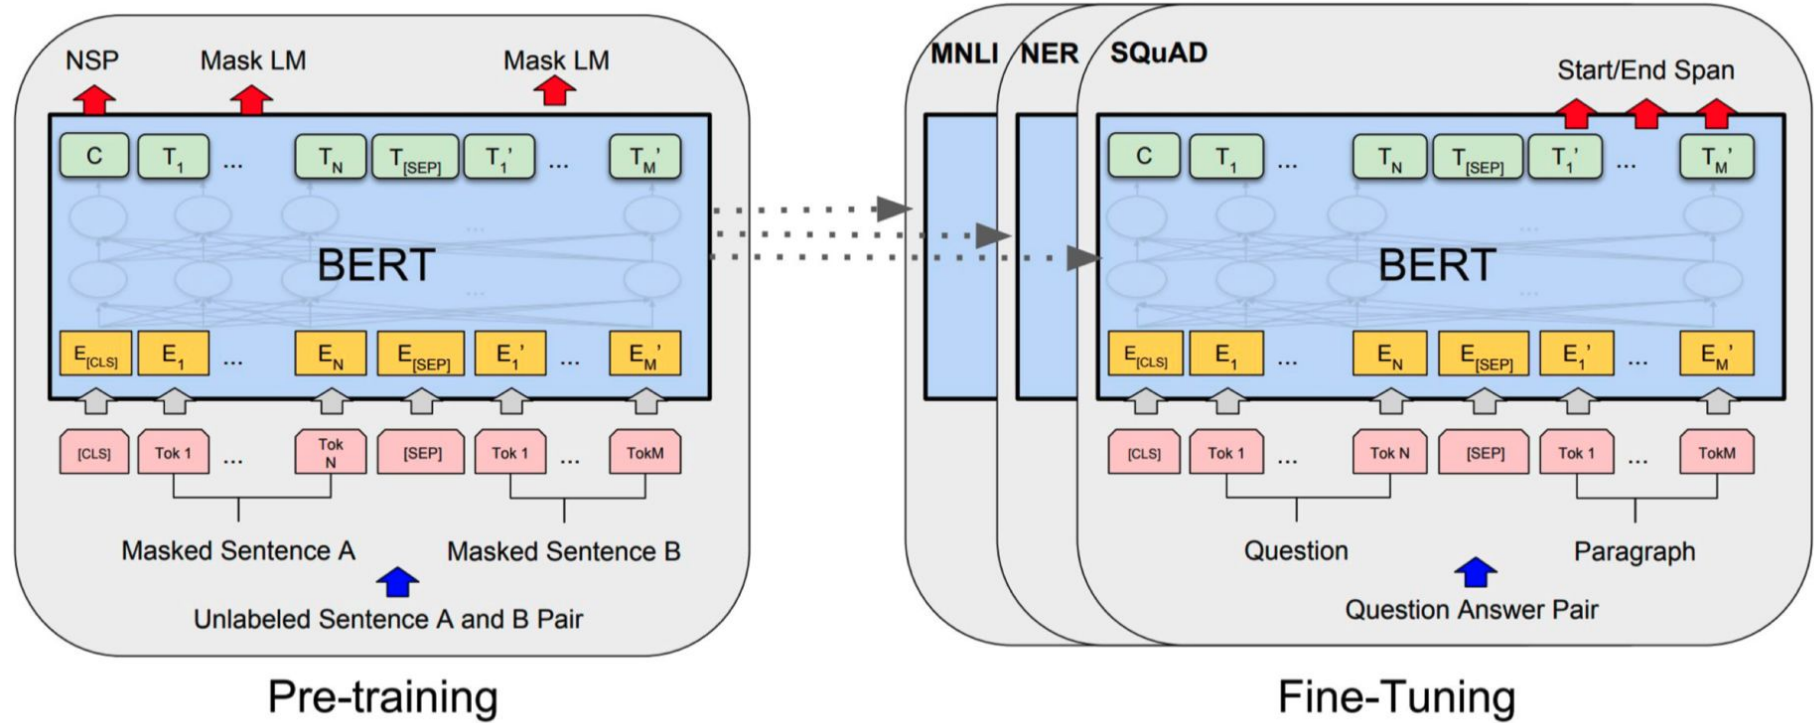 NSP Mask LM Mask LM
C T1 ... TN T[SEP] T1' ... TM'
...
BERT
...
E[CLS] E1 ... EN E[SEP] E1' ... EM'
[CLS] Tok 1 ... Tok N [SEP] Tok 1 ... TokM
Masked Sentence A Masked Sentence B
Unlabeled Sentence A and B Pair
Pre-training
MNLI NER SQuAD
Start/End Span
C T1 ... TN T[SEP] T1' ... TM'
...
BERT
...
E[CLS] E1 ... EN E[SEP] E1' ... EM'
[CLS] Tok 1 ... Tok N [SEP] Tok 1 ... TokM
Question Paragraph
Question Answer Pair
Fine-Tuning